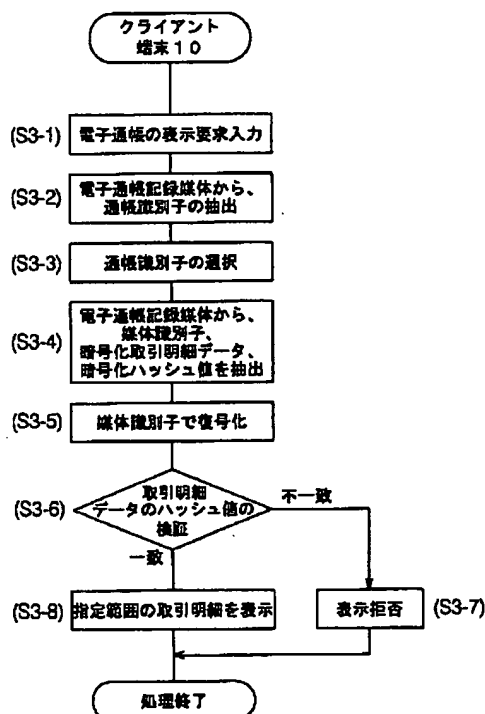 クライアント
端末10
(S3-1)
電子通帳の表示要求入力
(S3-2)
電子通帳記録媒体から、
通帳識別子の抽出
(S3-3)
通帳識別子の選択
(S3-4)
電子通帳記録媒体から、
媒体識別子、
暗号化取引明細データ、
暗号化ハッシュ値を抽出
(S3-5)
媒体識別子で復号化
(S3-6)
取引明細
データのハッシュ値の
検証
不一致
一致
(S3-8)
指定範囲の取引明細を表示
表示拒否
(S3-7)
処理終了